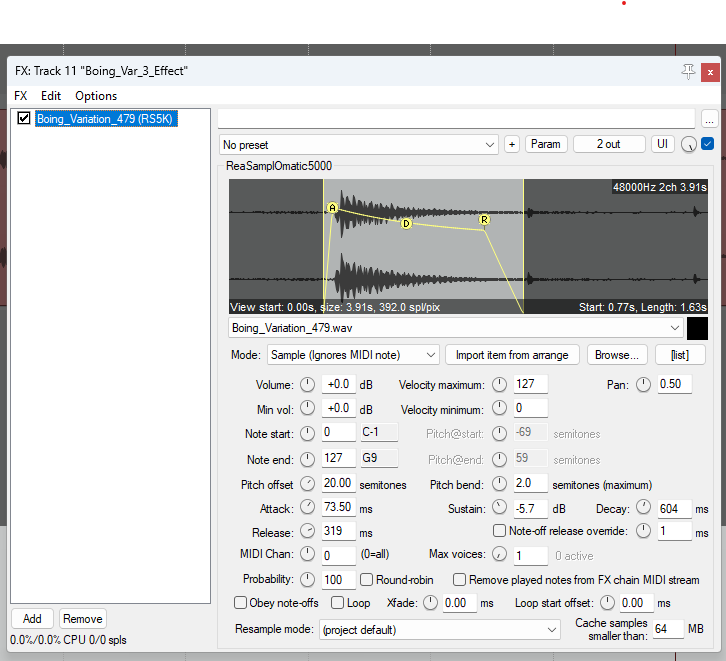 FX: Track 11 "Boing_Var_3_Effect"
x
FX Edit Options
Boing_Variation_479 (RS5K)
...
No preset + Param 2 out UI
ReaSamplOmatic5000
48000Hz 2ch 3.91s
A
D
R
View start: 0.00s, size: 3.91s, 392.0 spl/pix Start: 0.77s, Length: 1.63s
Boing_Variation_479.wav
Mode: Sample (Ignores MIDI note) Import item from arrange Browse... [list]
Volume: +0.0 dB Velocity maximum: 127 Pan: 0.50
Min vol: +0.0 dB Velocity minimum: 0
Note start: 0 C-1 Pitch@start: -69 semitones
Note end: 127 G9 Pitch@end: 59 semitones
Pitch offset 20.00 semitones Pitch bend: 2.0 semitones (maximum)
Attack: 73.50 ms Sustain: -5.7 dB Decay: 604 ms
Release: 319 ms Note-off release override: 1 ms
MIDI Chan: 0 (0=all) Max voices: 1 0 active
Probability: 100 Round-robin Remove played notes from FX chain MIDI stream
Obey note-offs Loop Xfade: 0.00 ms Loop start offset: 0.00 ms
Resample mode: (project default) Cache samples smaller than: 64 MB
Add Remove
0.0%/0.0% CPU 0/0 spls